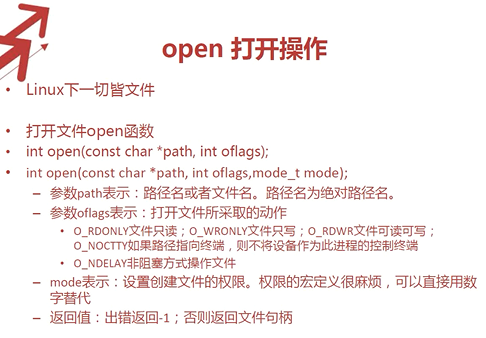 open 打开操作
• Linux下一切皆文件
• 打开文件open函数
• int open(const char *path, int oflags);
• int open(const char *path, int oflags,mode_t mode);
– 参数path表示：路径名或者文件名。路径名为绝对路径名。
– 参数oflags表示：打开文件所采取的动作
• O_RDONLY文件只读；O_WRONLY文件只写；O_RDWR文件可读可写；
O_NOCTTY如果路径指向终端，则不将设备作为此进程的控制终端
• O_NDELAY非阻塞方式操作文件
– mode表示：设置创建文件的权限。权限的宏定义很麻烦，可以直接用数
字替代
– 返回值：出错返回-1；否则返回文件句柄